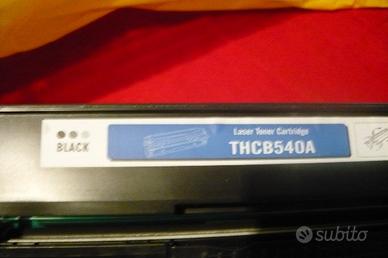 BLACK
Laser Toner Cartridge
THCB540A
subito